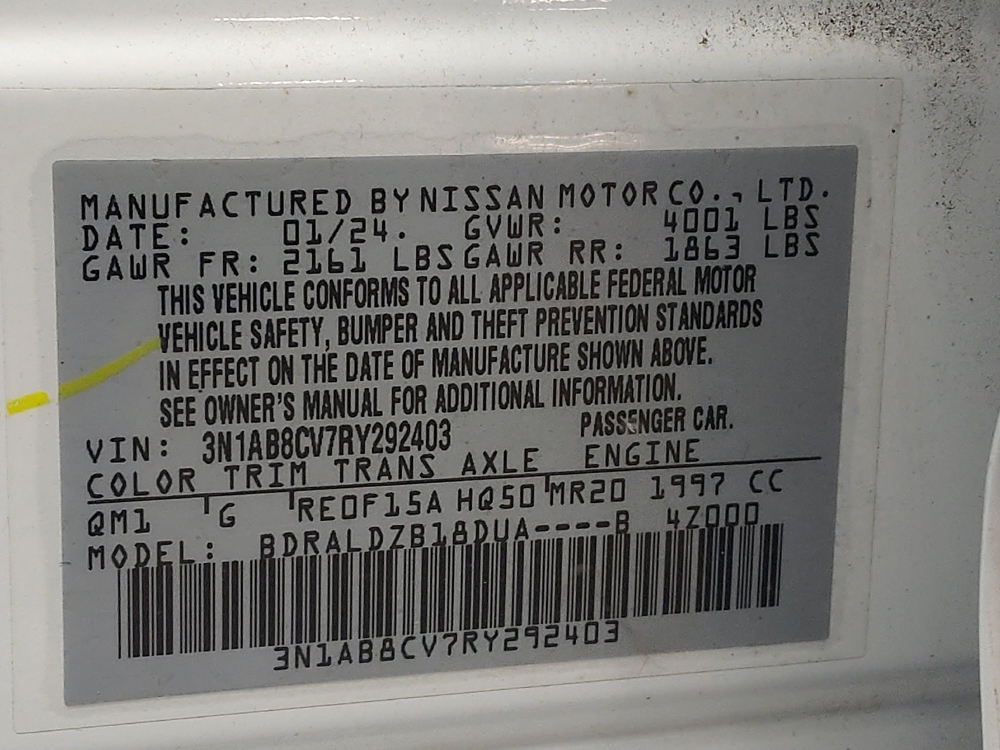 MANUFACTURED BY NISSAN MOTOR CO., LTD.
DATE: 01/24. GVWR: 4001 LBS
GAWR FR: 2161 LBS GAWR RR: 1863 LBS
THIS VEHICLE CONFORMS TO ALL APPLICABLE FEDERAL MOTOR
VEHICLE SAFETY, BUMPER AND THEFT PREVENTION STANDARDS
IN EFFECT ON THE DATE OF MANUFACTURE SHOWN ABOVE.
SEE OWNER'S MANUAL FOR ADDITIONAL INFORMATION.
VIN: 3N1AB8CV7RY292403 PASSENGER CAR.
COLOR TRIM TRANS AXLE ENGINE
QM1 G RE0F15A HQ50 MR20 1997 CC
MODEL: BDRALDZB18DUA----B 4Z000
3N1AB8CV7RY292403